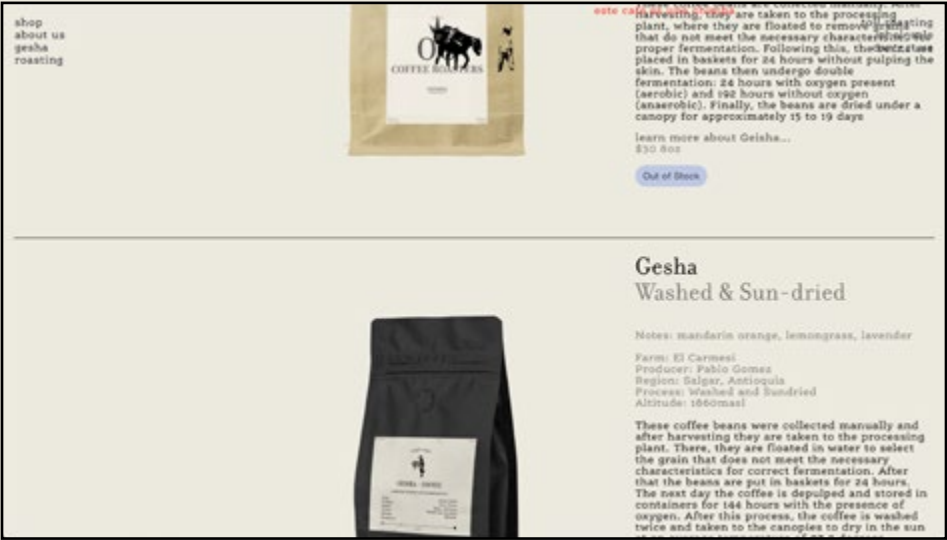 shop
about us
gesha
roasting
COFFEE ROASTERS
harvesting, they are taken to the processing
plant, where they are floated to remove grains
that do not meet the necessary characteristics for
proper fermentation. Following this, the
placed in baskets for 24 hours without pulping the
skin. The beans then undergo double
fermentation: 24 hours with oxygen present
(aerobic) and 192 hours without oxygen
(anaerobic). Finally, the beans are dried under a
canopy for approximately 15 to 19 days
learn more about Geisha...
$30 8oz
Out of Stock
Gesha
Washed & Sun-dried
Notes: mandarin orange, lemongrass, lavender
Farm: El Carmesi
Producer: Pablo Gomez
Region: Salgar, Antioquia
Process: Washed and Sundried
Altitude: 1860masl
These coffee beans were collected manually and
after harvesting they are taken to the processing
plant. There, they are floated in water to select
the grain that does not meet the necessary
characteristics for correct fermentation. After
that the beans are put in baskets for 24 hours.
The next day the coffee is depulped and stored in
containers for 144 hours with the presence of
oxygen. After this process, the coffee is washed
twice and taken to the canopies to dry in the sun